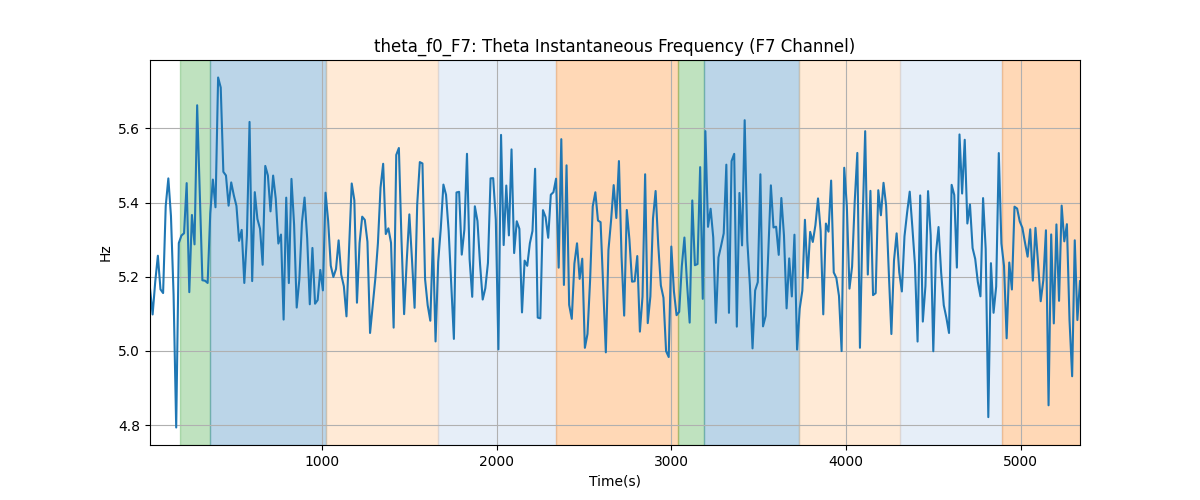 theta_f0_F7: Theta Instantaneous Frequency (F7 Channel)
5.6
5.4
5.2
5.0
4.8
Hz
1000 2000 3000 4000 5000
Time(s)